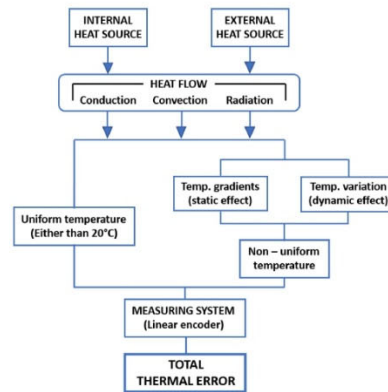 INTERNAL
HEAT SOURCE
EXTERNAL
HEAT SOURCE
HEAT FLOW
Conduction Convection Radiation
Temp. gradients
(static effect)
Temp. variation
(dynamic effect)
Uniform temperature
(Either than 20°C)
Non – uniform
temperature
MEASURING SYSTEM
(Linear encoder)
TOTAL
THERMAL ERROR